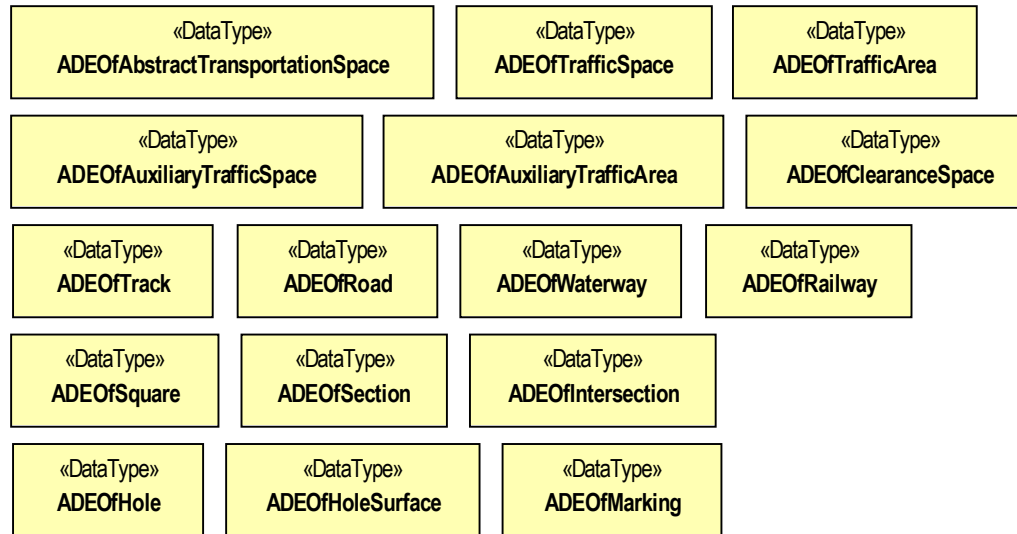 «DataType» «DataType» «DataType»
ADEOfAbstractTransportationSpace ADEOfTrafficSpace ADEOfTrafficArea
«DataType» «DataType» «DataType»
ADEOfAuxiliaryTrafficSpace ADEOfAuxiliaryTrafficArea ADEOfClearanceSpace
«DataType» «DataType» «DataType» «DataType»
ADEOfTrack ADEOfRoad ADEOfWaterway ADEOfRailway
«DataType» «DataType» «DataType»
ADEOfSquare ADEOfSection ADEOfIntersection
«DataType» «DataType» «DataType»
ADEOfHole ADEOfHoleSurface ADEOfMarking